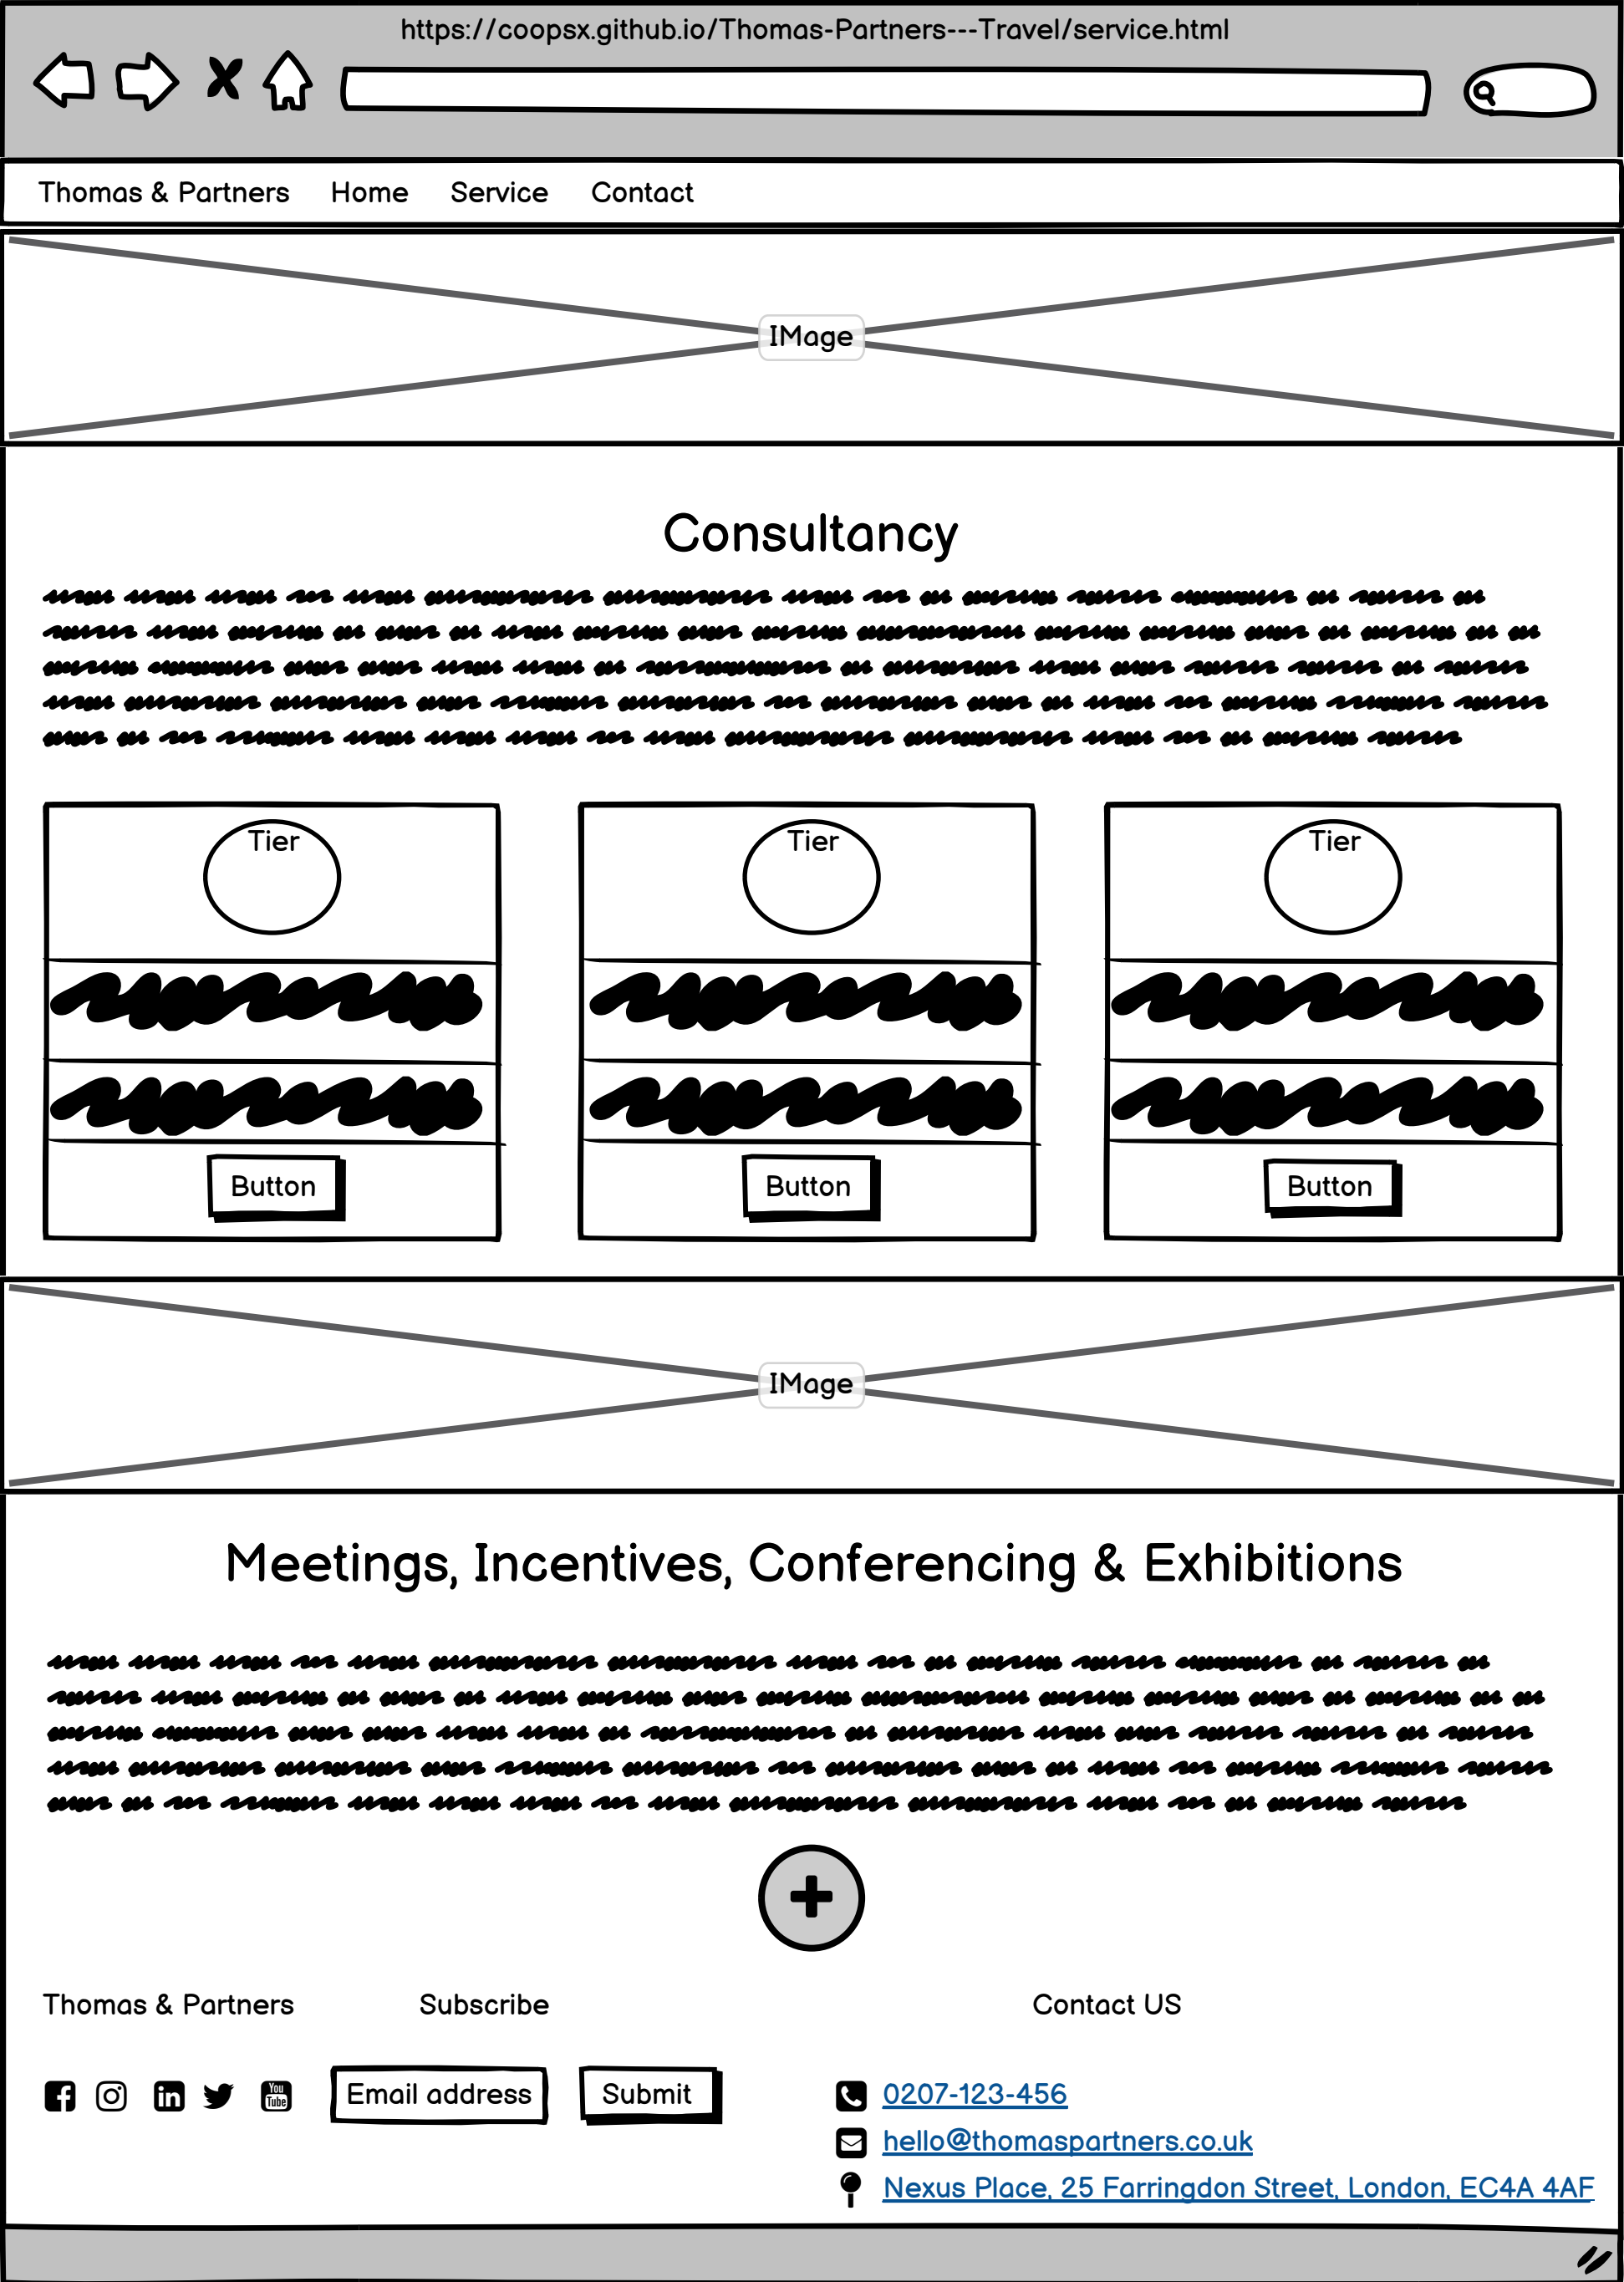 https://coopsx.github.io/Thomas-Partners---Travel/service.html
Thomas & Partners Home Service Contact
IMage
Consultancy
Tier Tier Tier
Button Button Button
IMage
Meetings, Incentives, Conferencing & Exhibitions
Thomas & Partners Subscribe Contact US
Email address Submit 0207-123-456
hello@thomaspartners.co.uk
Nexus Place, 25 Farringdon Street, London, EC4A 4AF